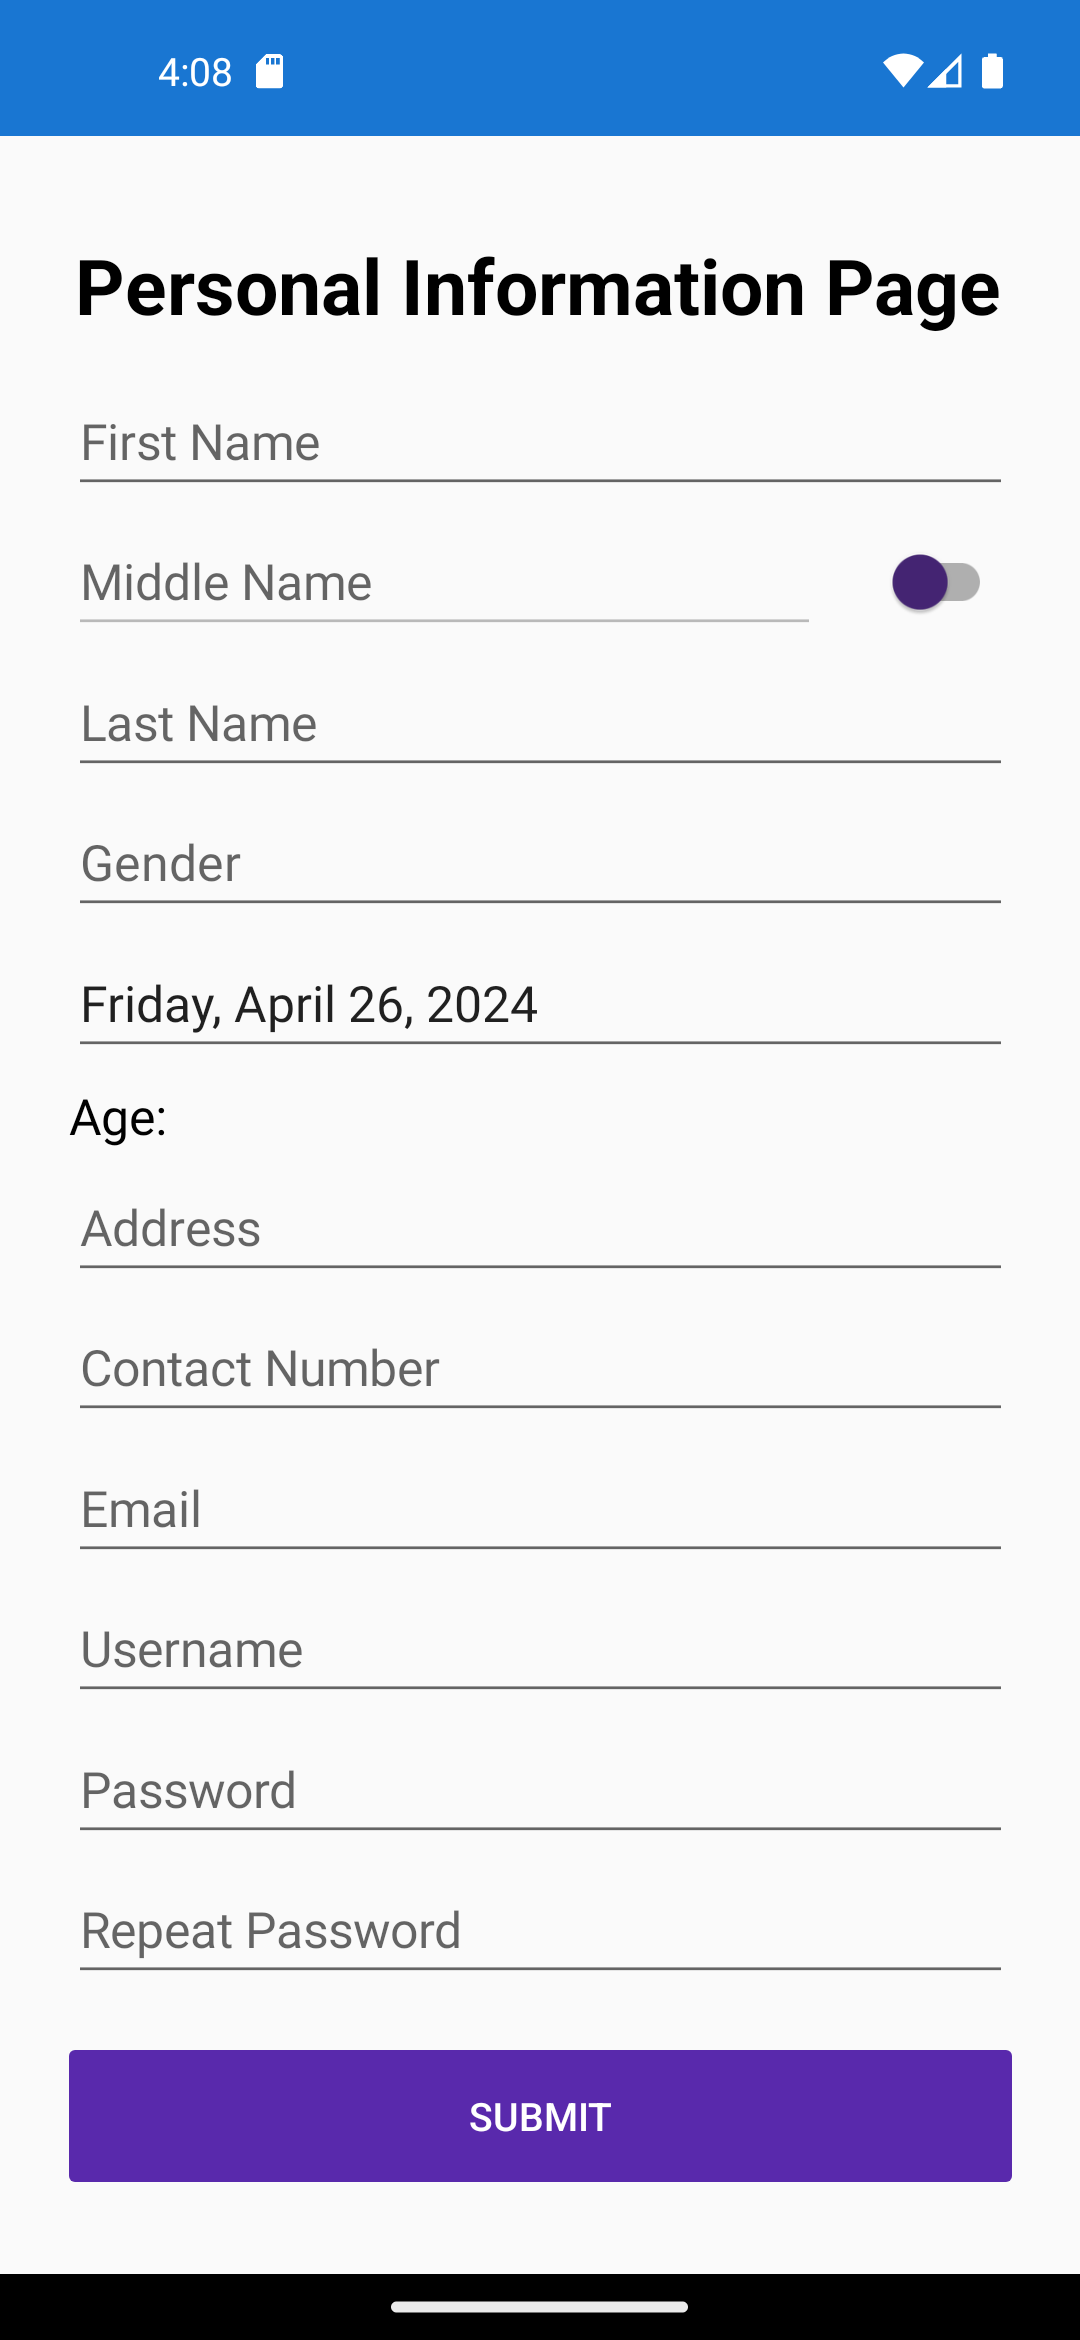 4:08
Personal Information Page
First Name
Middle Name
Last Name
Gender
Friday, April 26, 2024
Age:
Address
Contact Number
Email
Username
Password
Repeat Password
SUBMIT